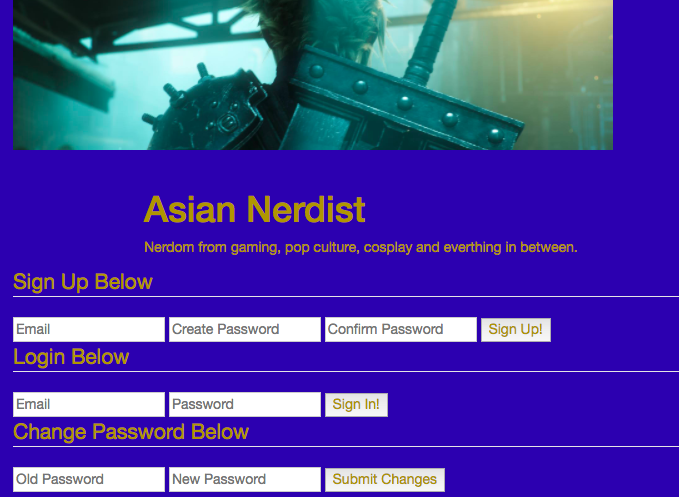 Asian Nerdist
Nerdom from gaming, pop culture, cosplay and everthing in between.
Sign Up Below
Email Create Password Confirm Password Sign Up!
Login Below
Email Password Sign In!
Change Password Below
Old Password New Password Submit Changes